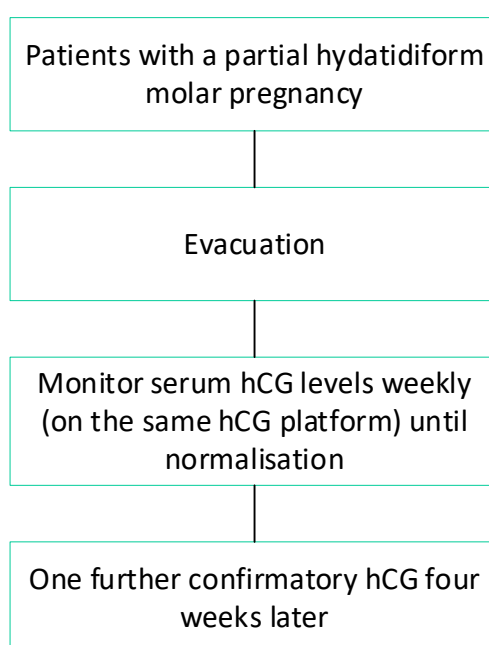 Patients with a partial hydatidiform
molar pregnancy
Evacuation
Monitor serum hCG levels weekly
(on the same hCG platform) until
normalisation
One further confirmatory hCG four
weeks later